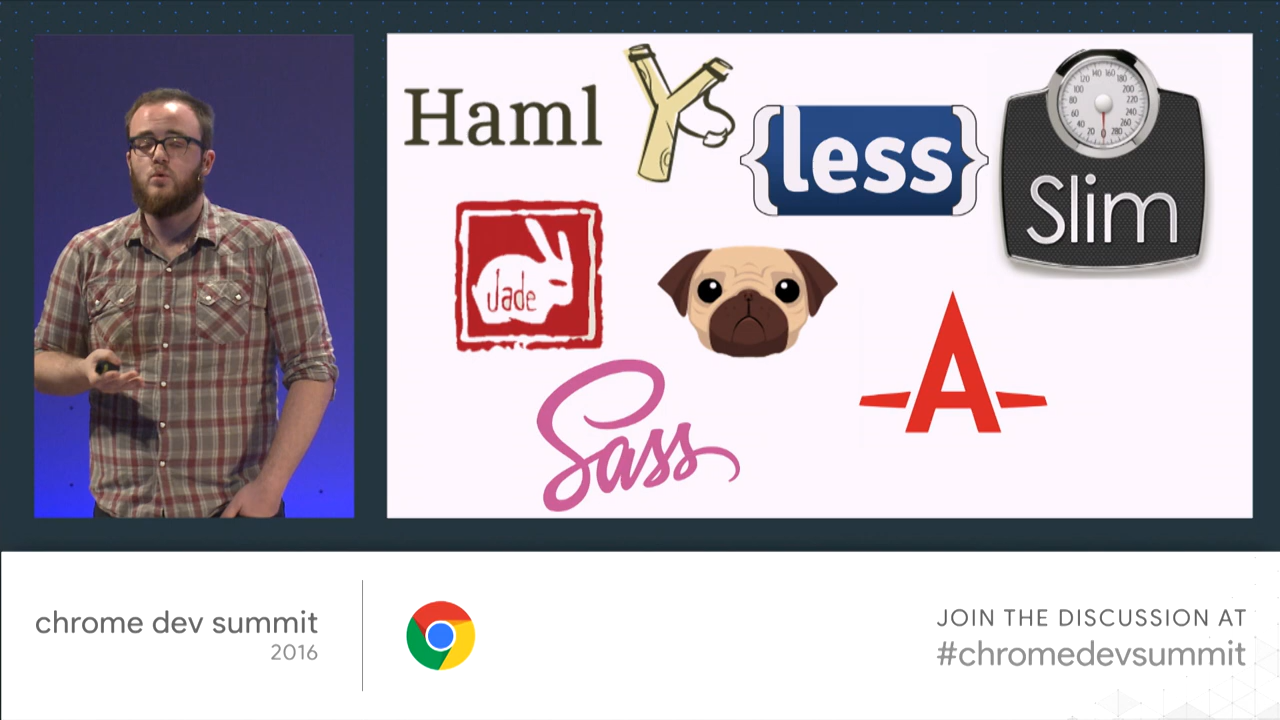 Haml
{less}
Slim
Jade
Sass
A
chrome dev summit
2016
JOIN THE DISCUSSION AT
#chromedevsummit